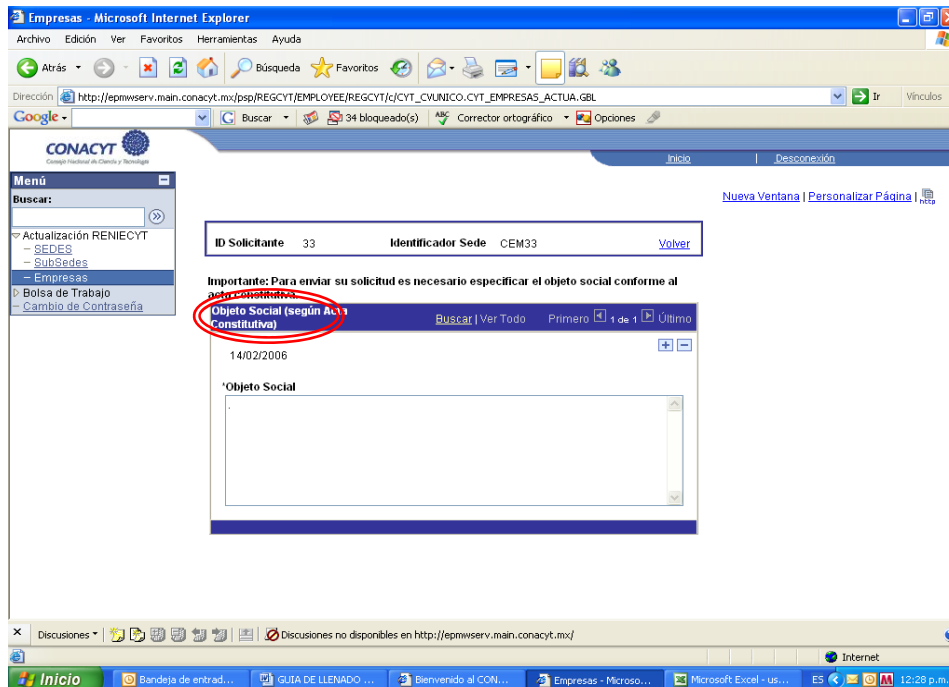 Empresas - Microsoft Internet Explorer
Archivo Edición Ver Favoritos Herramientas Ayuda
Atrás Búsqueda Favoritos
Dirección http://epmwserv.main.conacyt.mx/psp/REGCYT/EMPLOYEE/REGCYT/c/CYT_CVUNICO.CYT_EMPRESAS_ACTUA.GBL Ir Vínculos
Google Buscar 34 bloqueado(s) ABC Corrector ortográfico Opciones
CONACYT
Consejo Nacional de Ciencia y Tecnología
Inicio | Desconexión
Menú
Nueva Ventana | Personalizar Página | http
Buscar:
Actualización RENIECYT
– SEDES
– SubSedes
– Empresas
Bolsa de Trabajo
– Cambio de Contraseña
ID Solicitante 33 Identificador Sede CEM33 Volver
Importante: Para enviar su solicitud es necesario especificar el objeto social conforme al
acta constitutiva.
Objeto Social (según Acta
Constitutiva)
Buscar | Ver Todo Primero 1 de 1 Último
14/02/2006
*Objeto Social
.
Discusiones Discusiones no disponibles en http://epmwserv.main.conacyt.mx/
Internet
Inicio Bandeja de entrad... GUIA DE LLENADO ... Bienvenido al CON... Empresas - Microso... Microsoft Excel - us... ES 12:28 p.m.